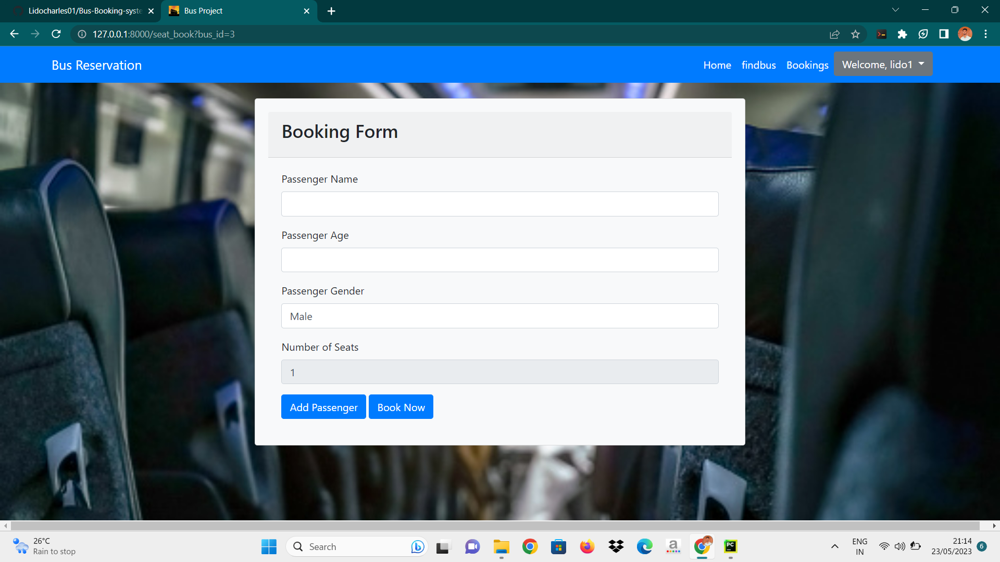 Lidocharles01/Bus-Booking-syste
Bus Project
127.0.0.1:8000/seat_book?bus_id=3
Bus Reservation
Home findbus Bookings Welcome, lido1
Booking Form
Passenger Name
Passenger Age
Passenger Gender
Male
Number of Seats
1
Add Passenger Book Now
26°C
Rain to stop
Search
a
PC
ENG
IN
21:14
23/05/2023
6